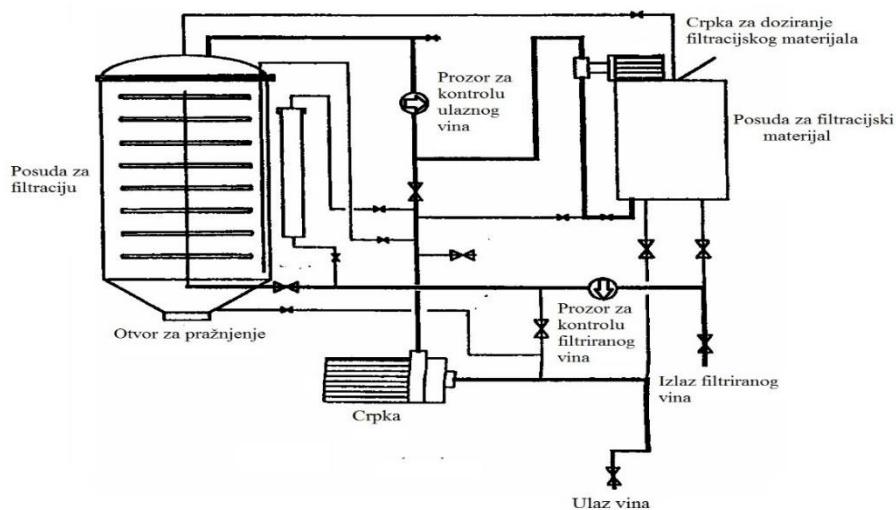 Crpka za doziranje
filtracijskog materijala
Prozor za
kontrolu
ulaznog
vina
Posuda za filtracijski
materijal
Posuda za
filtraciju
Otvor za pražnjenje
Prozor za
kontrolu
filtriranog
vina
Izlaz filtriranog
vina
Crpka
Ulaz vina